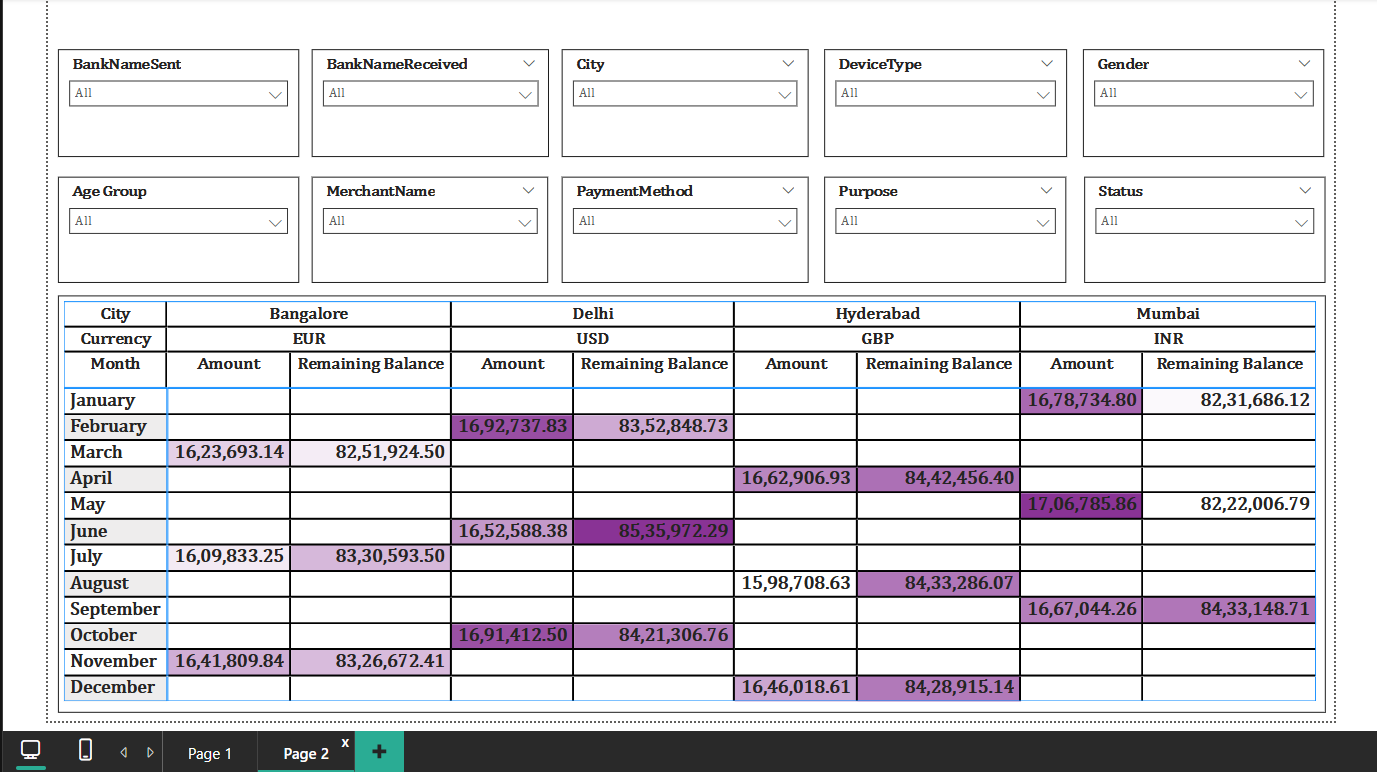 BankNameSent BankNameReceived City DeviceType Gender
All All All All All
Age Group MerchantName PaymentMethod Purpose Status
All All All All All
City Bangalore Delhi Hyderabad Mumbai
Currency EUR USD GBP INR
Month Amount Remaining Balance Amount Remaining Balance Amount Remaining Balance Amount Remaining Balance
January 16,78,734.80 82,31,686.12
February 16,92,737.83 83,52,848.73
March 16,23,693.14 82,51,924.50
April 16,62,906.93 84,42,456.40
May 17,06,785.86 82,22,006.79
June 16,52,588.38 85,35,972.29
July 16,09,833.25 83,30,593.50
August 15,98,708.63 84,33,286.07
September 16,67,044.26 84,33,148.71
October 16,91,412.50 84,21,306.76
November 16,41,809.84 83,26,672.41
December 16,46,018.61 84,28,915.14
Page 1 Page 2 x +